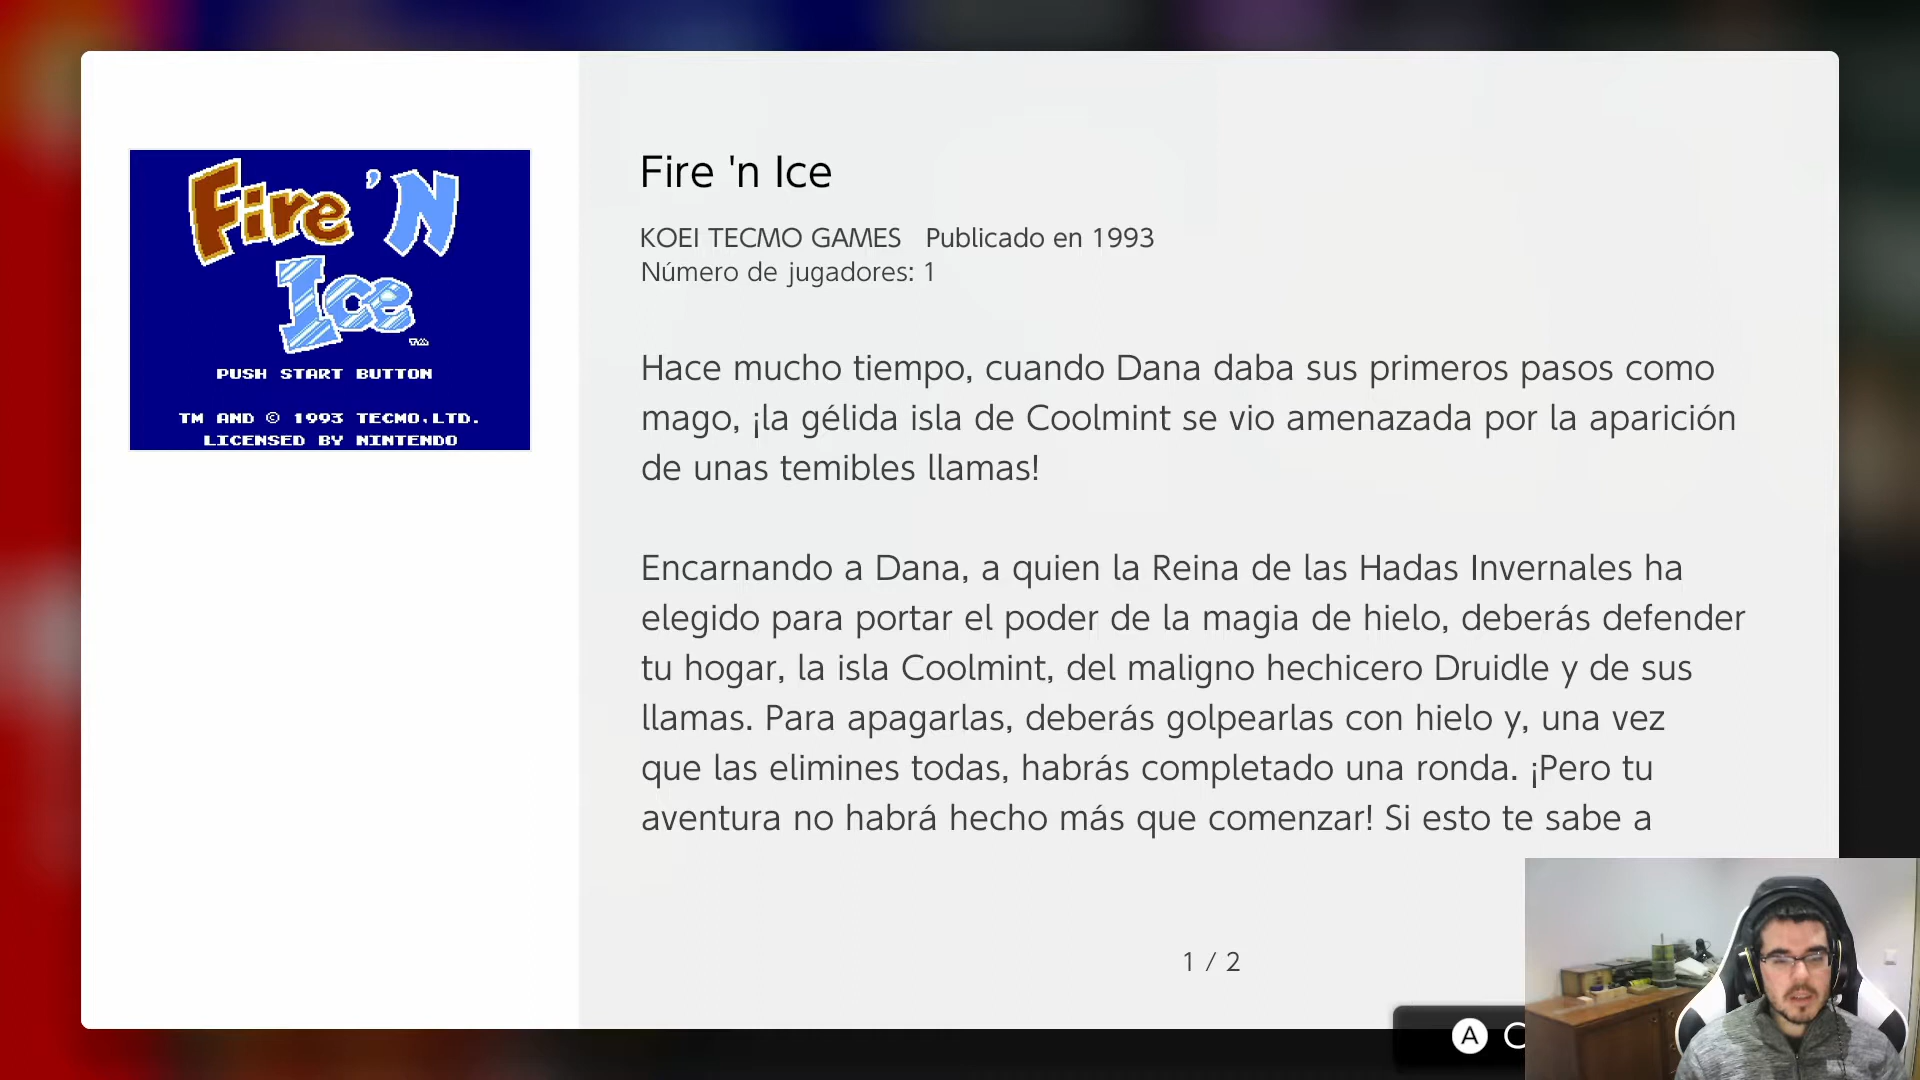 Fire 'N
Ice
TM
PUSH START BUTTON
TM AND © 1993 TECMO,LTD.
LICENSED BY NINTENDO
Fire 'n Ice
KOEI TECMO GAMES Publicado en 1993
Número de jugadores: 1
Hace mucho tiempo, cuando Dana daba sus primeros pasos como
mago, ¡la gélida isla de Coolmint se vio amenazada por la aparición
de unas temibles llamas!
Encarnando a Dana, a quien la Reina de las Hadas Invernales ha
elegido para portar el poder de la magia de hielo, deberás defender
tu hogar, la isla Coolmint, del maligno hechicero Druidle y de sus
llamas. Para apagarlas, deberás golpearlas con hielo y, una vez
que las elimines todas, habrás completado una ronda. ¡Pero tu
aventura no habrá hecho más que comenzar! Si esto te sabe a
1 / 2
A